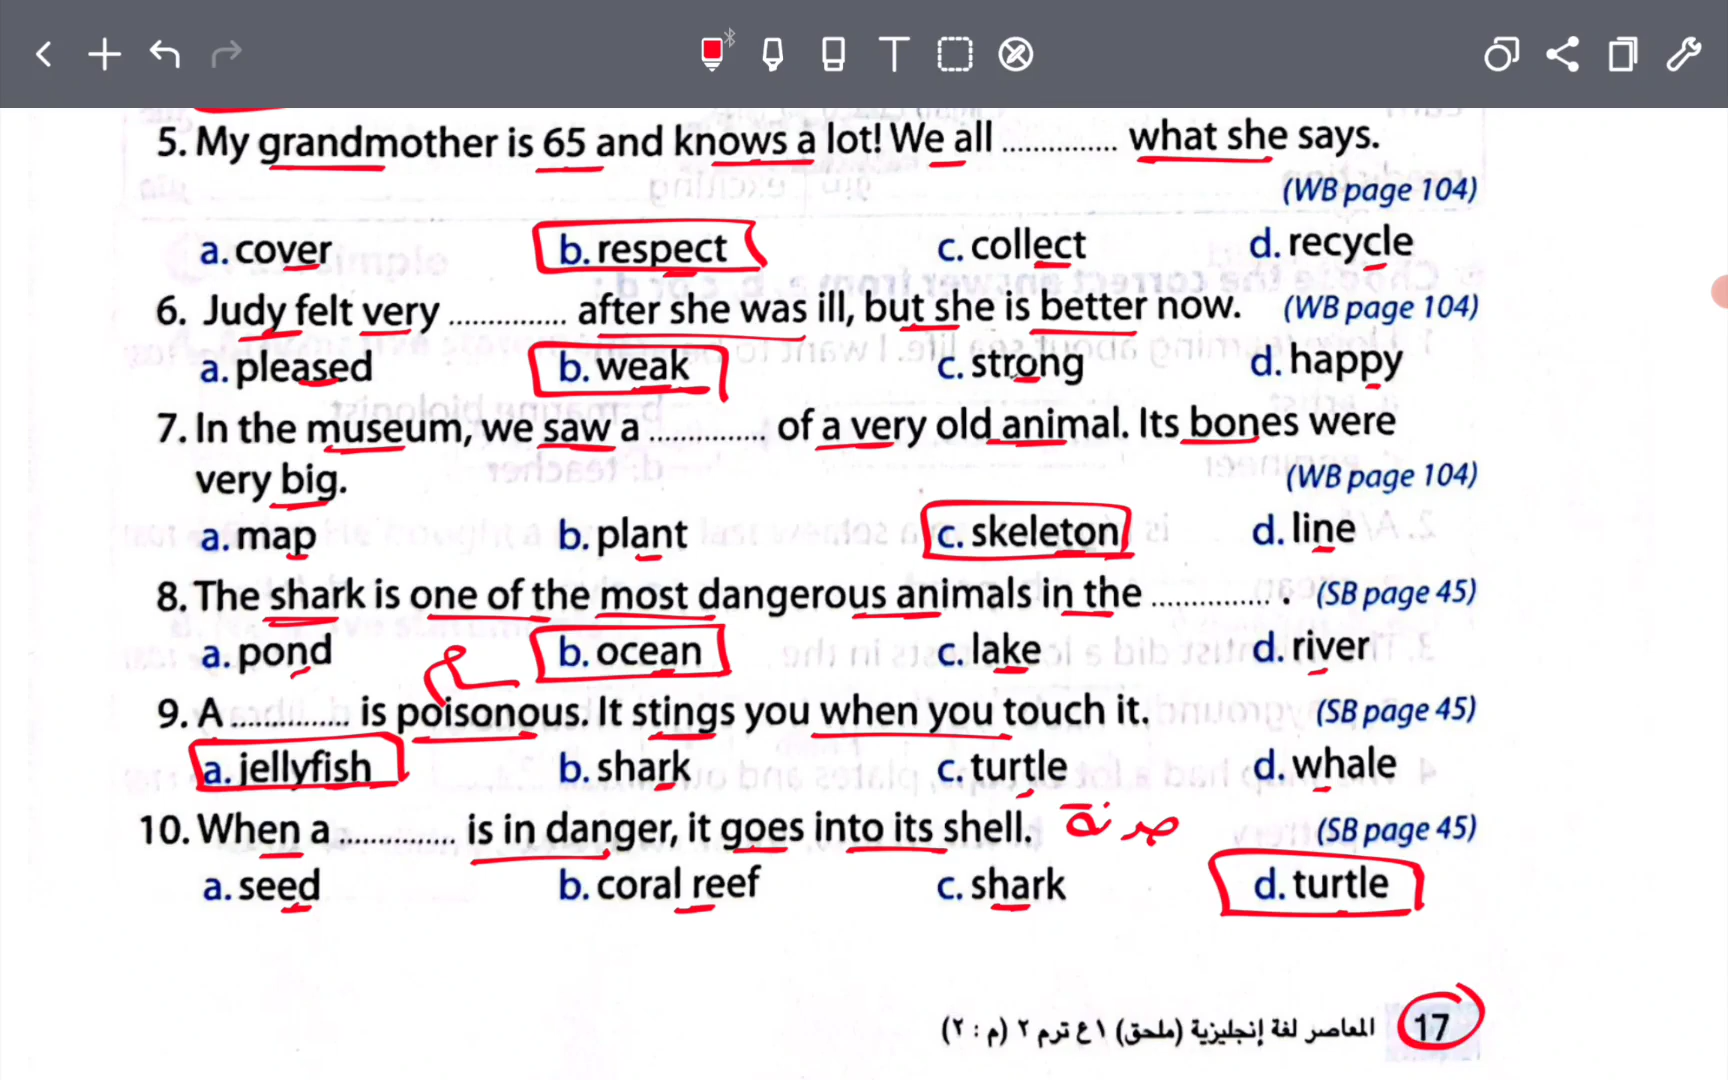 5. My grandmother is 65 and knows a lot! We all .............. what she says.
(WB page 104)
a. cover b. respect c. collect d. recycle
6. Judy felt very .............. after she was ill, but she is better now. (WB page 104)
a. pleased b. weak c. strong d. happy
7. In the museum, we saw a .............. of a very old animal. Its bones were
very big. (WB page 104)
a. map b. plant c. skeleton d. line
8. The shark is one of the most dangerous animals in the .............. . (SB page 45)
a. pond b. ocean c. lake d. river
9. A .............. is poisonous. It stings you when you touch it. (SB page 45)
a. jellyfish b. shark c. turtle d. whale
10. When a .............. is in danger, it goes into its shell. (SB page 45)
a. seed b. coral reef c. shark d. turtle
المعاصر لغة إنجليزية (ملحق) ١ ع ترم ٢ (م : ٢) 17